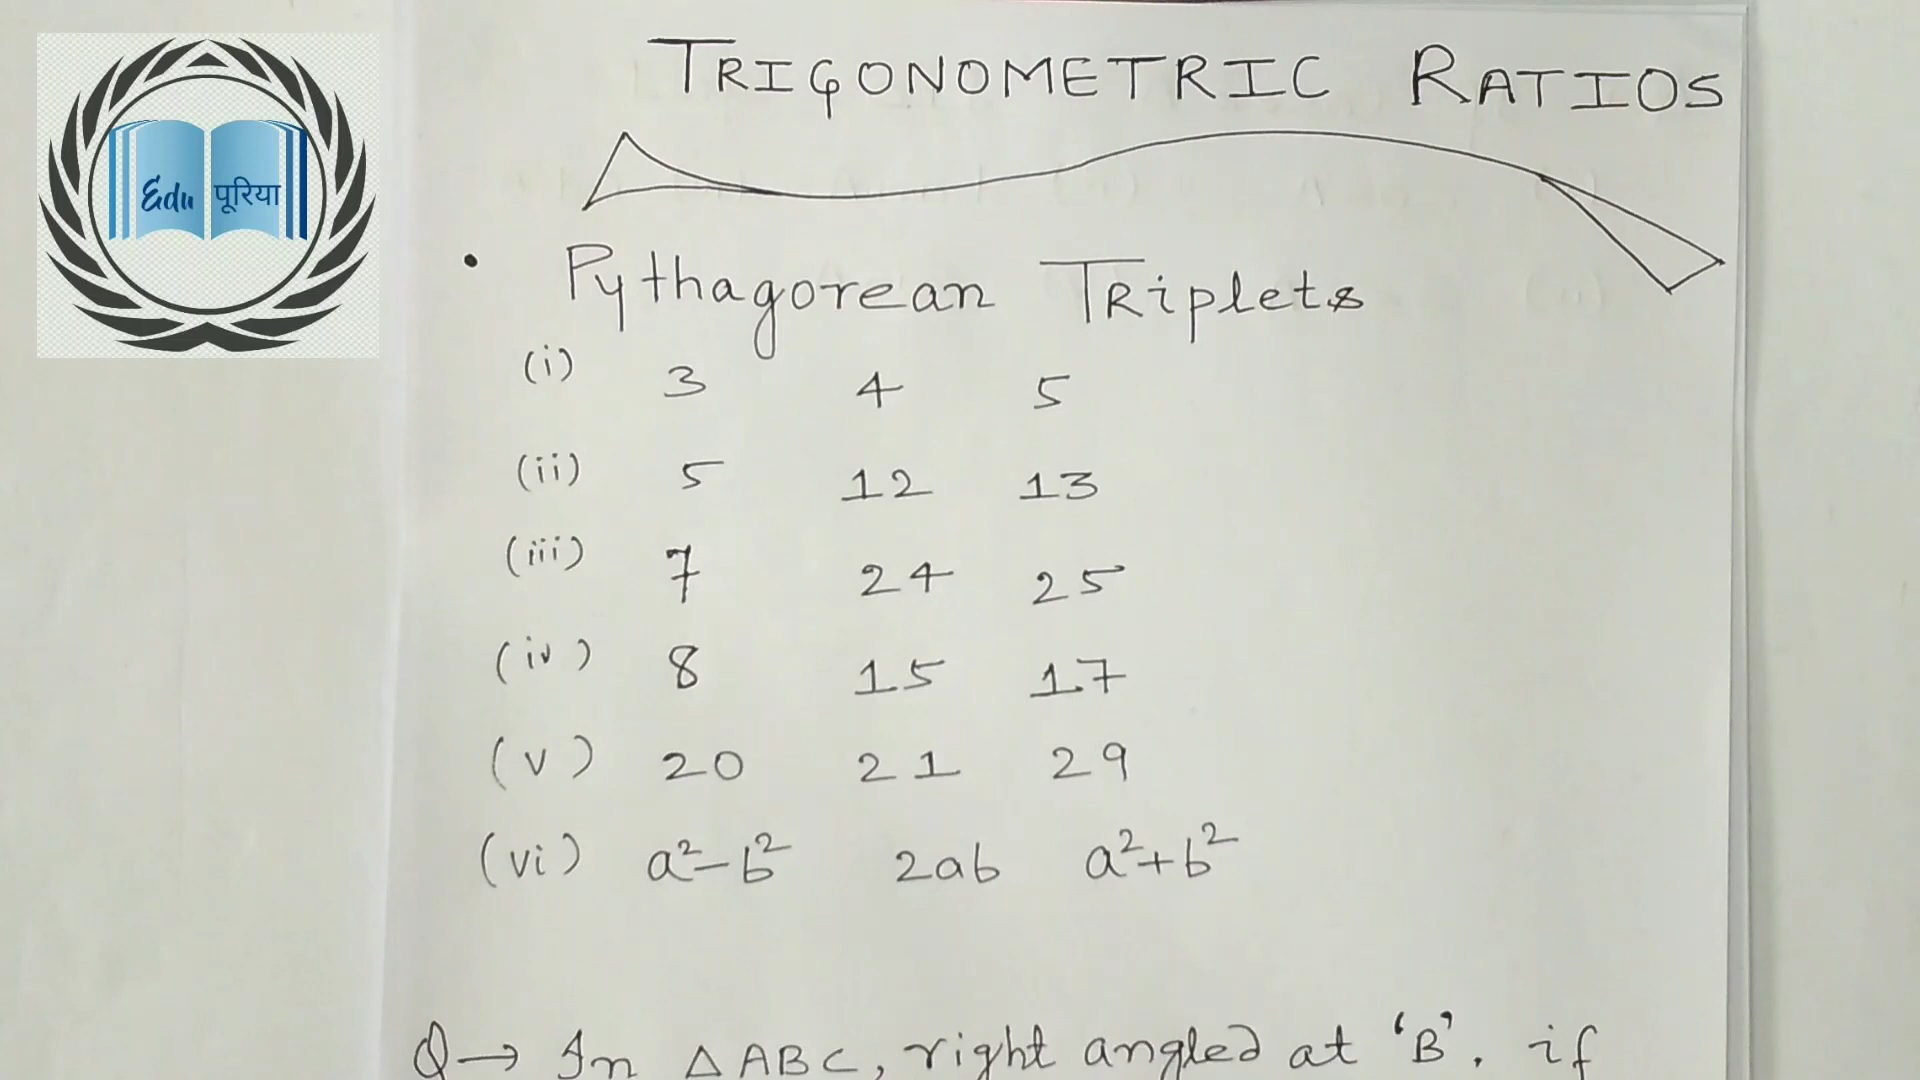 Edu पूरिया
TRIGONOMETRIC RATIOS
• Pythagorean TRiplets
(i) 3 4 5
(ii) 5 12 13
(iii) 7 24 25
(iv) 8 15 17
(v) 20 21 29
(vi) a²-b² 2ab a²+b²
Q→ In △ABC, right angled at 'B', if